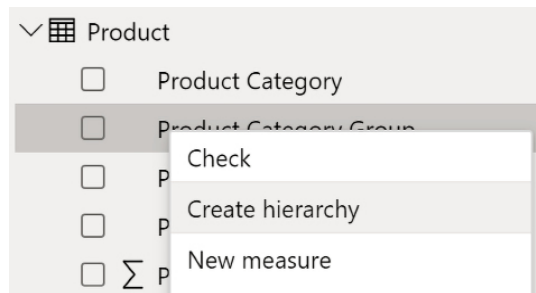 Product
Product Category
Product Category Group
Check
P
Create hierarchy
P
New measure
Σ P